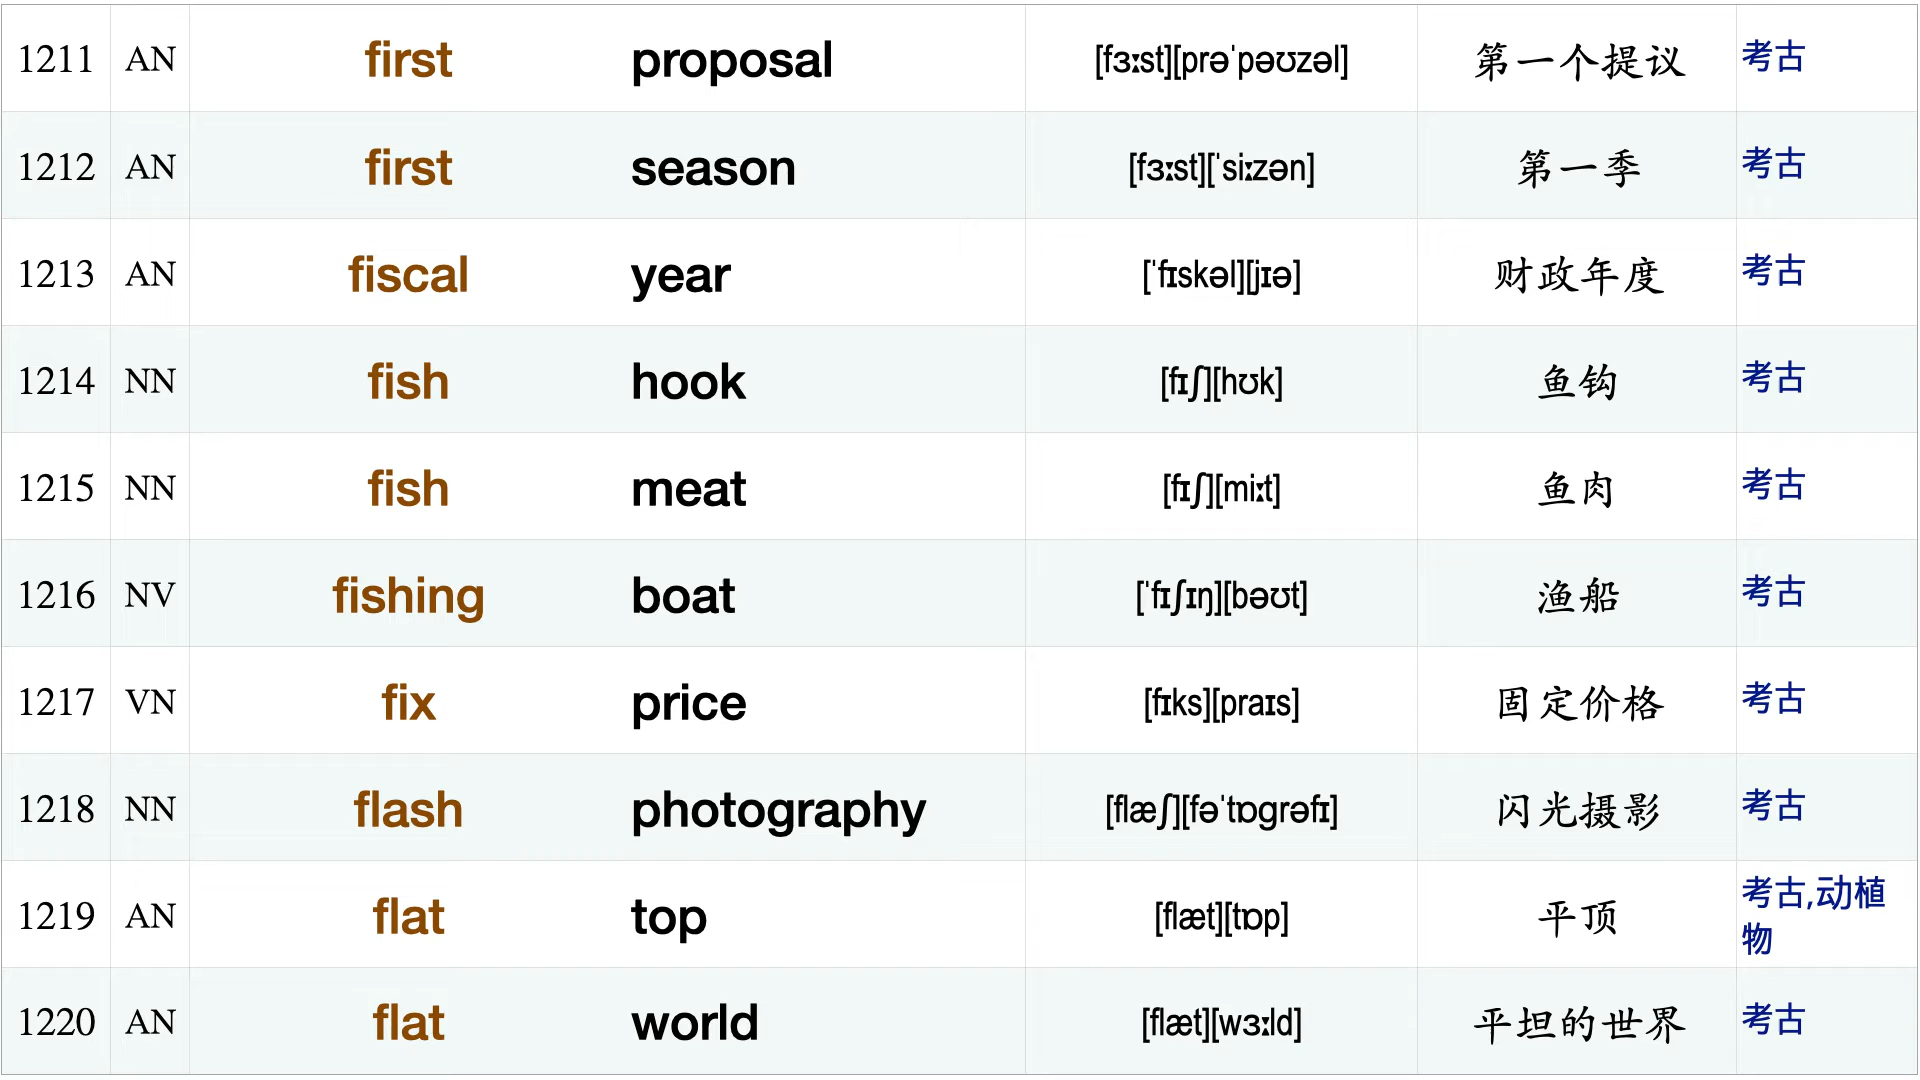 1211 AN first proposal [fɜːst][prəˈpəʊzəl] 第一个提议 考古
1212 AN first season [fɜːst][ˈsiːzən] 第一季 考古
1213 AN fiscal year [ˈfɪskəl][jɪə] 财政年度 考古
1214 NN fish hook [fɪʃ][hʊk] 鱼钩 考古
1215 NN fish meat [fɪʃ][miːt] 鱼肉 考古
1216 NV fishing boat [ˈfɪʃɪŋ][bəʊt] 渔船 考古
1217 VN fix price [fɪks][praɪs] 固定价格 考古
1218 NN flash photography [flæʃ][fəˈtɒgrəfɪ] 闪光摄影 考古
1219 AN flat top [flæt][tɒp] 平顶 考古,动植
物
1220 AN flat world [flæt][wɜːld] 平坦的世界 考古